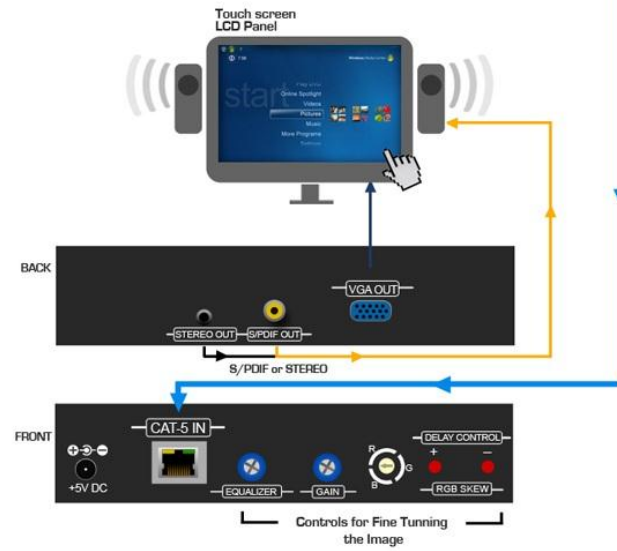 Touch screen
LCD Panel
start
Online Spotlight
Videos
Pictures
Music
More Programs
BACK
VGA OUT
STEREO OUT
S/PDIF OUT
S/PDIF or STEREO
FRONT
CAT-5 IN
+5V DC
EQUALIZER
GAIN
R
G
B
DELAY CONTROL
+ –
RGB SKEW
Controls for Fine Tunning
the Image